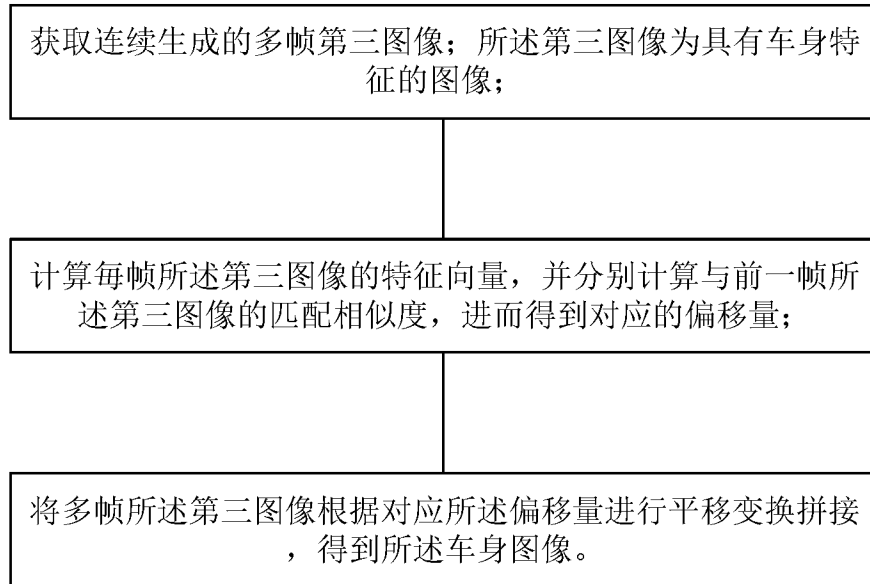 获取连续生成的多帧第三图像；所述第三图像为具有车身特
征的图像；
计算每帧所述第三图像的特征向量，并分别计算与前一帧所
述第三图像的匹配相似度，进而得到对应的偏移量；
将多帧所述第三图像根据对应所述偏移量进行平移变换拼接
，得到所述车身图像。